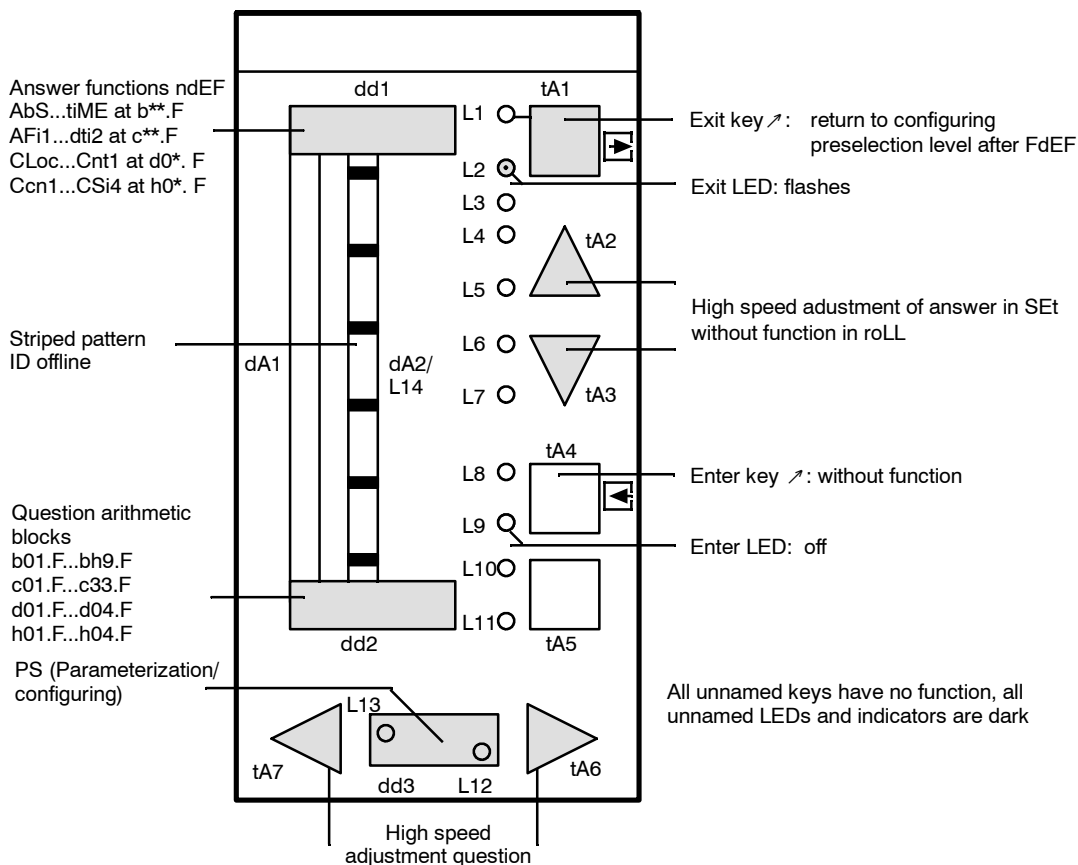 Answer functions ndEF
AbS...tiME at b**.F
AFi1...dti2 at c**.F
CLoc...Cnt1 at d0*. F
Ccn1...CSi4 at h0*. F
Striped pattern
ID offline
Question arithmetic
blocks
b01.F...bh9.F
c01.F...c33.F
d01.F...d04.F
h01.F...h04.F
PS (Parameterization/
configuring)
dd1
dA1
dA2/
L14
dd2
L1
L2
L3
L4
L5
L6
L7
L8
L9
L10
L11
tA1
tA2
tA3
tA4
tA5
L13
tA7
dd3
L12
tA6
High speed
adjustment question
Exit key ↗: return to configuring
preselection level after FdEF
Exit LED: flashes
High speed adustment of answer in SEt
without function in roLL
Enter key ↗: without function
Enter LED: off
All unnamed keys have no function, all
unnamed LEDs and indicators are dark